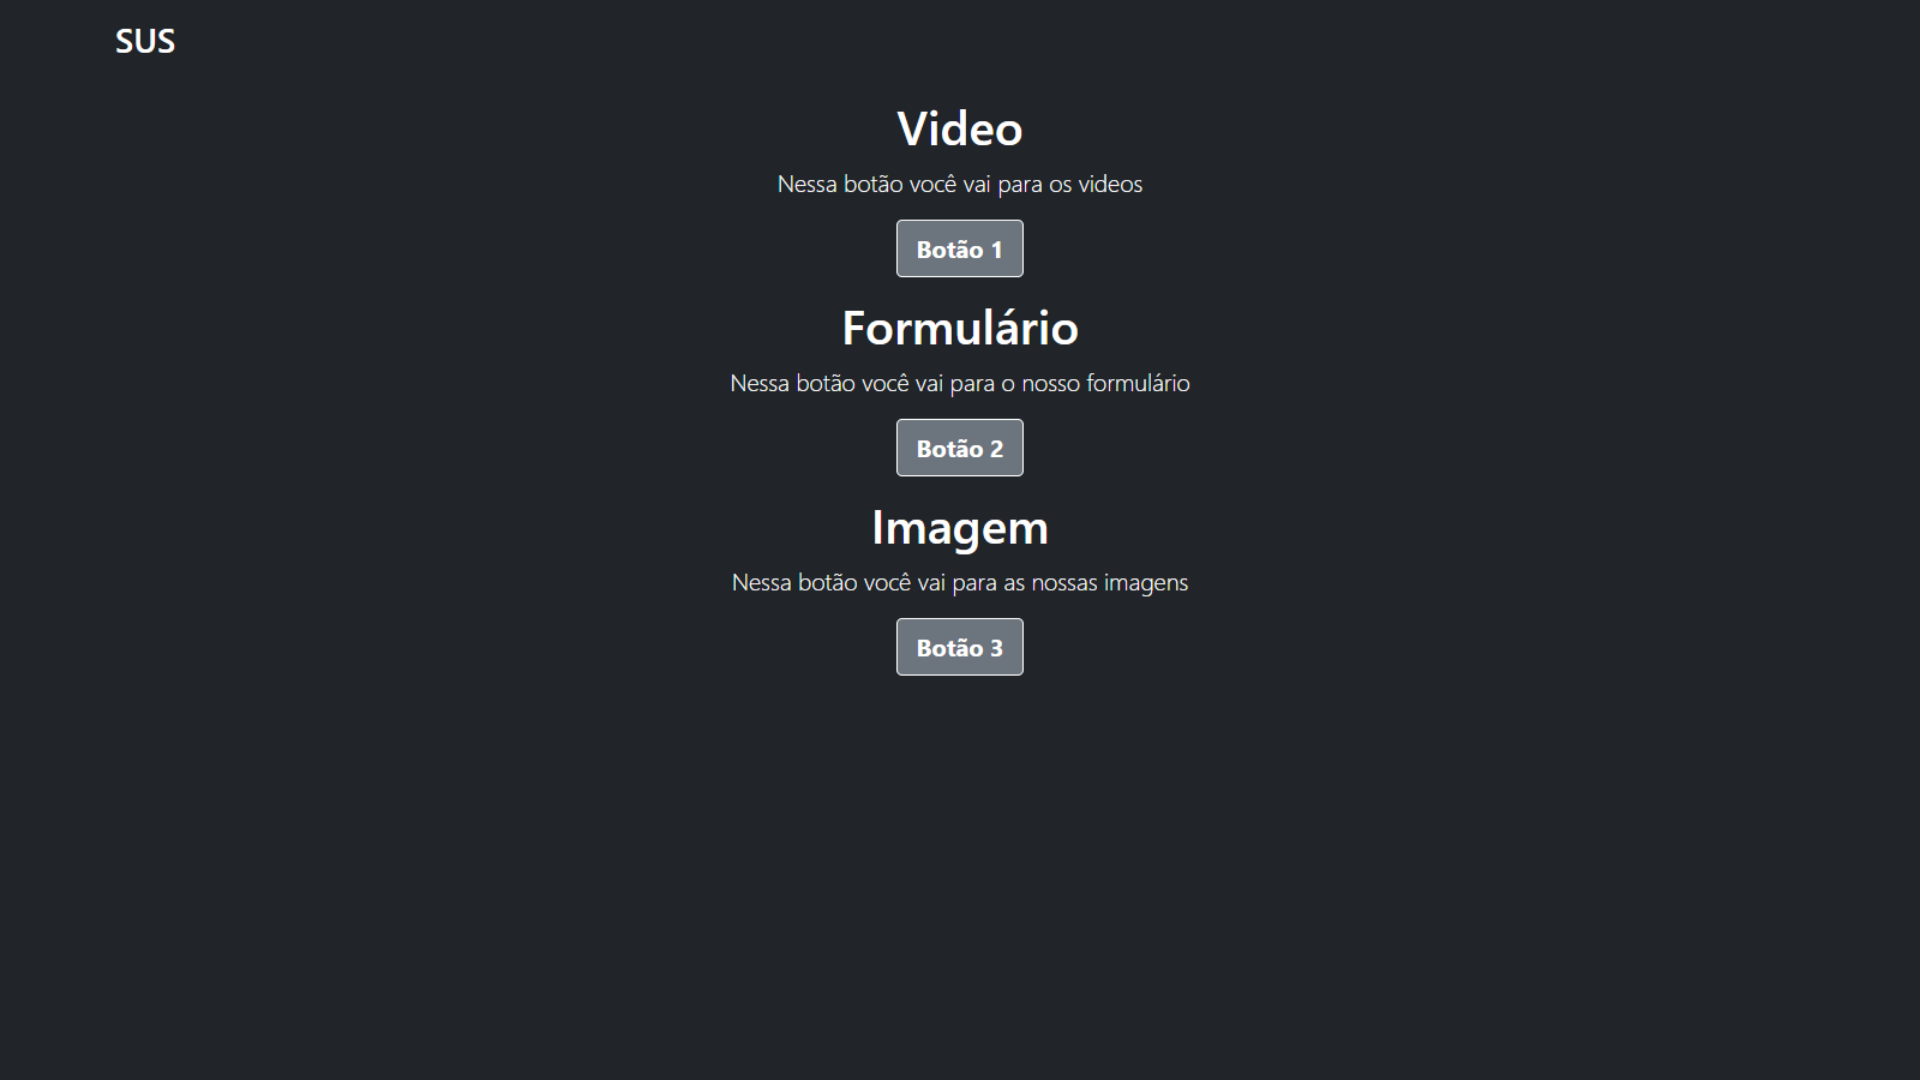 SUS
Video
Nessa botão você vai para os videos
Botão 1
Formulário
Nessa botão você vai para o nosso formulário
Botão 2
Imagem
Nessa botão você vai para as nossas imagens
Botão 3